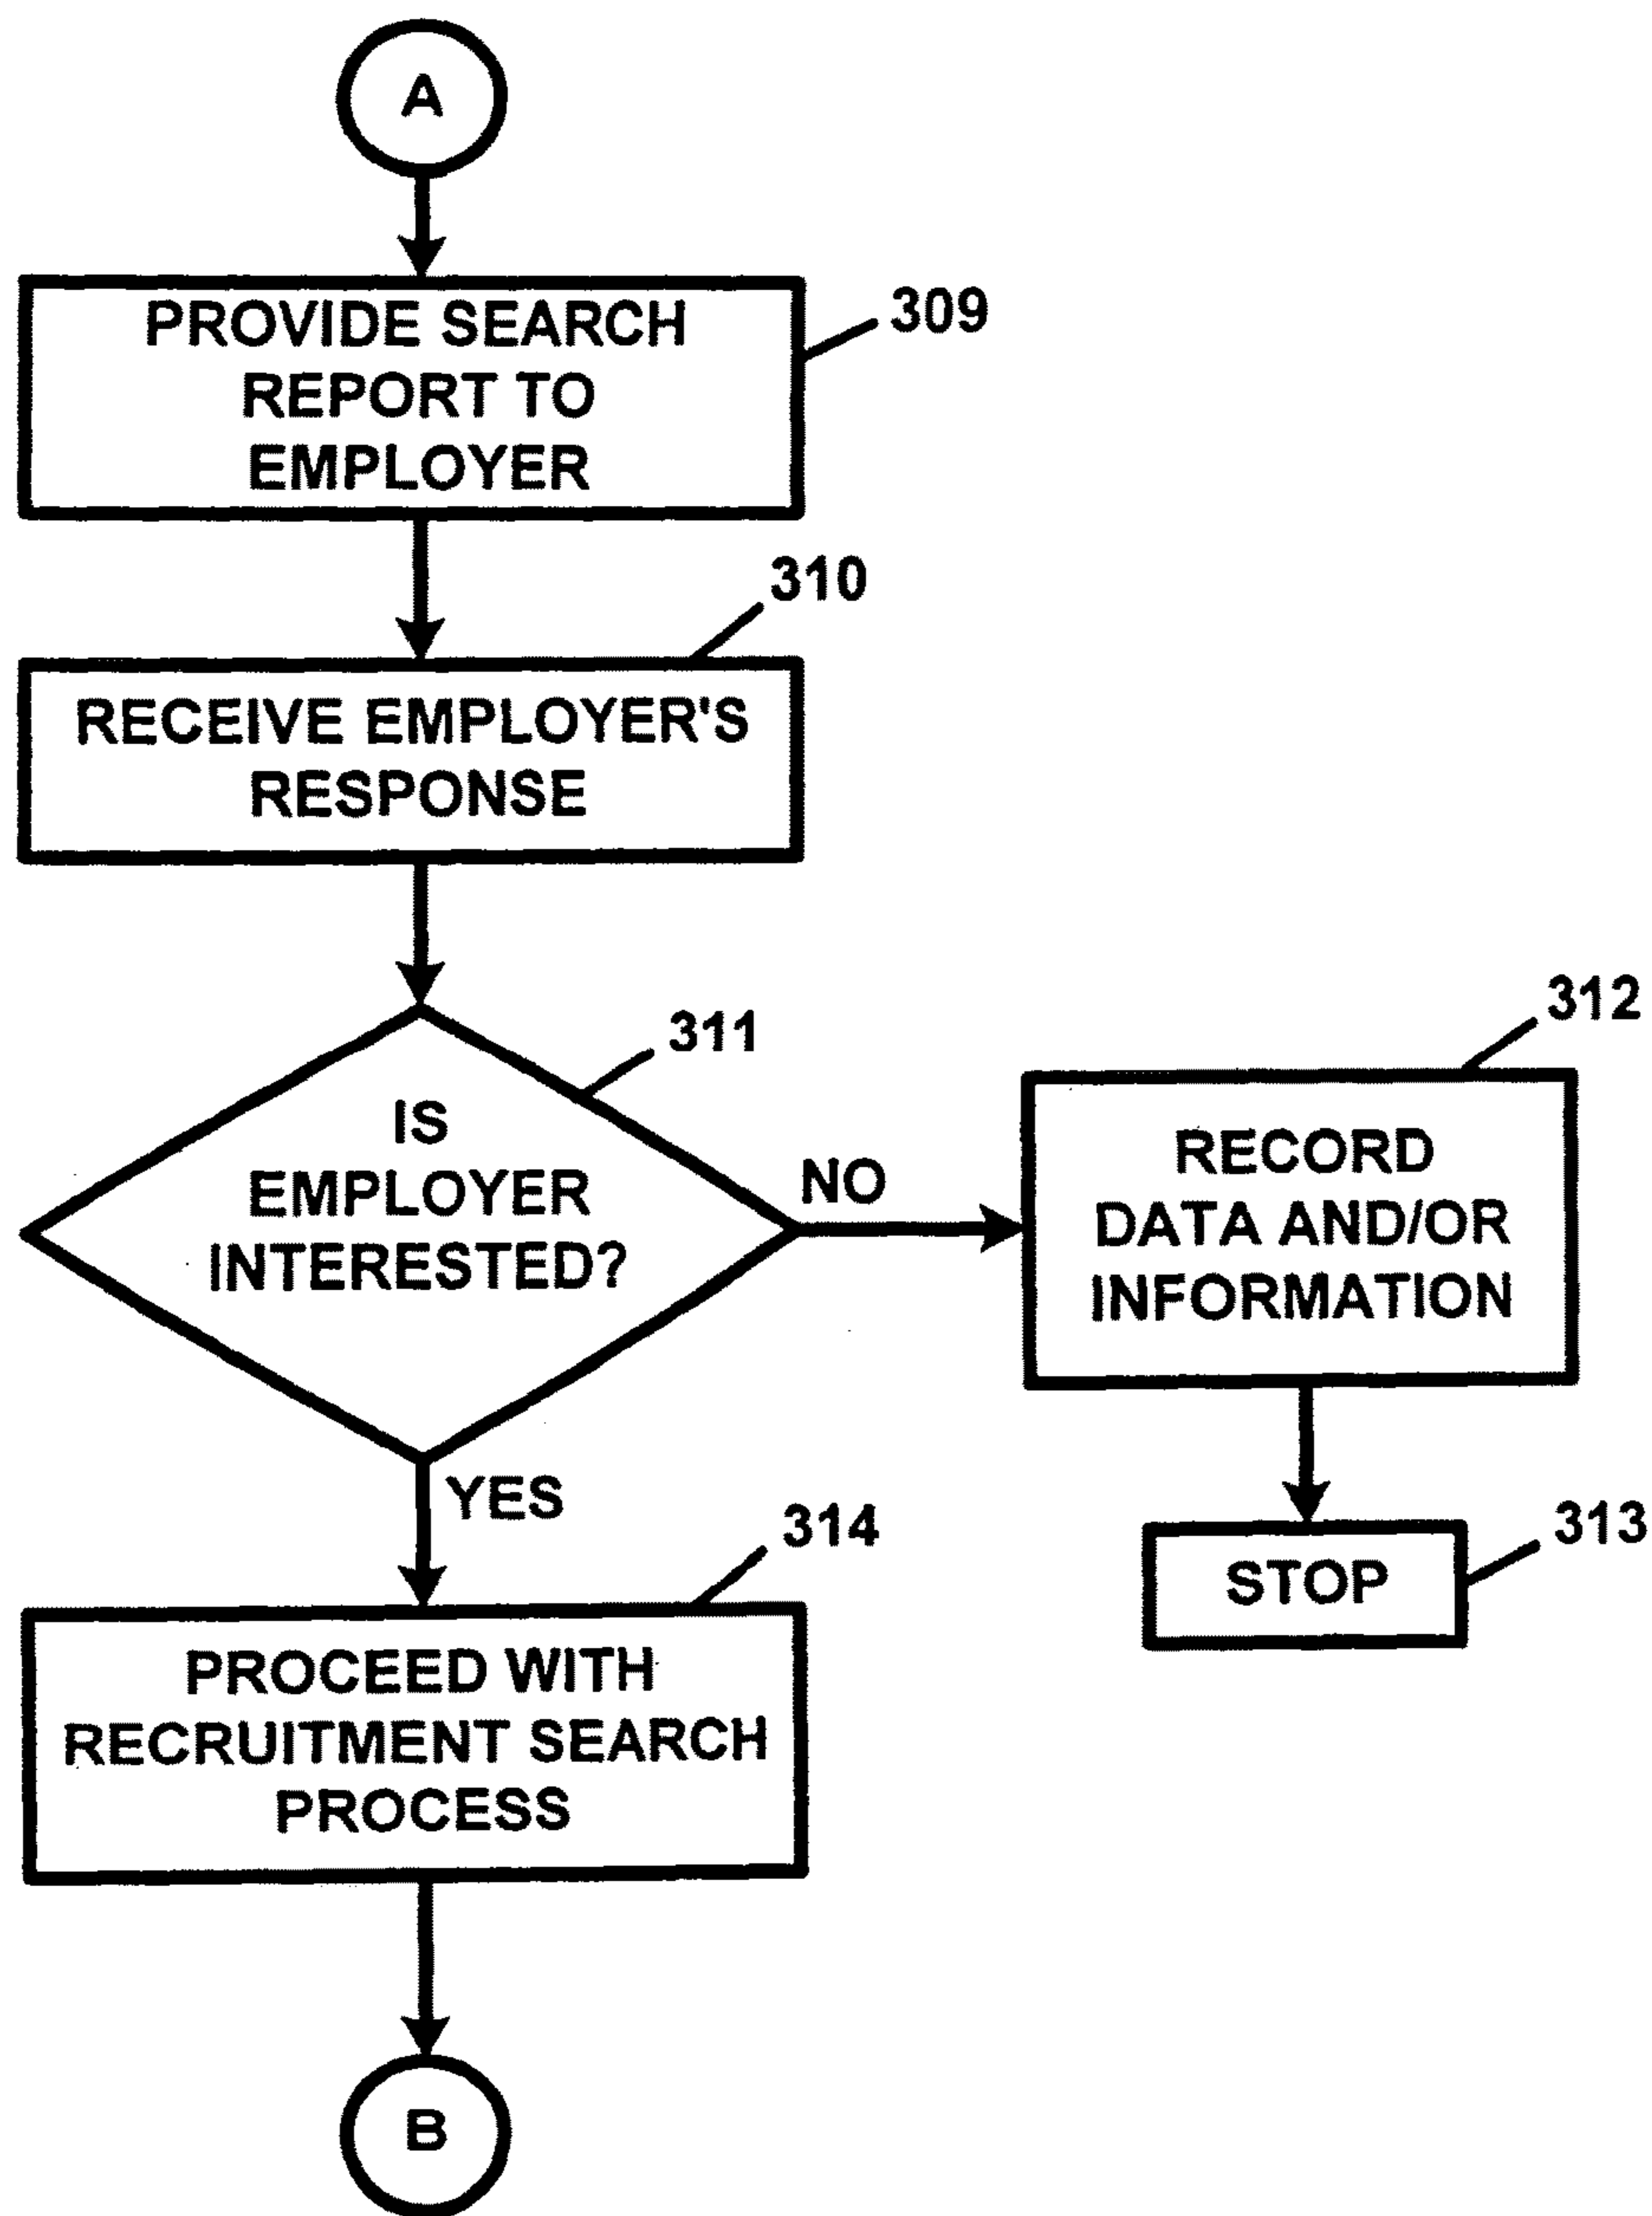 A
PROVIDE SEARCH
REPORT TO
EMPLOYER
309
310
RECEIVE EMPLOYER'S
RESPONSE
311
IS
EMPLOYER
INTERESTED?
NO
312
RECORD
DATA AND/OR
INFORMATION
313
STOP
YES
314
PROCEED WITH
RECRUITMENT SEARCH
PROCESS
B